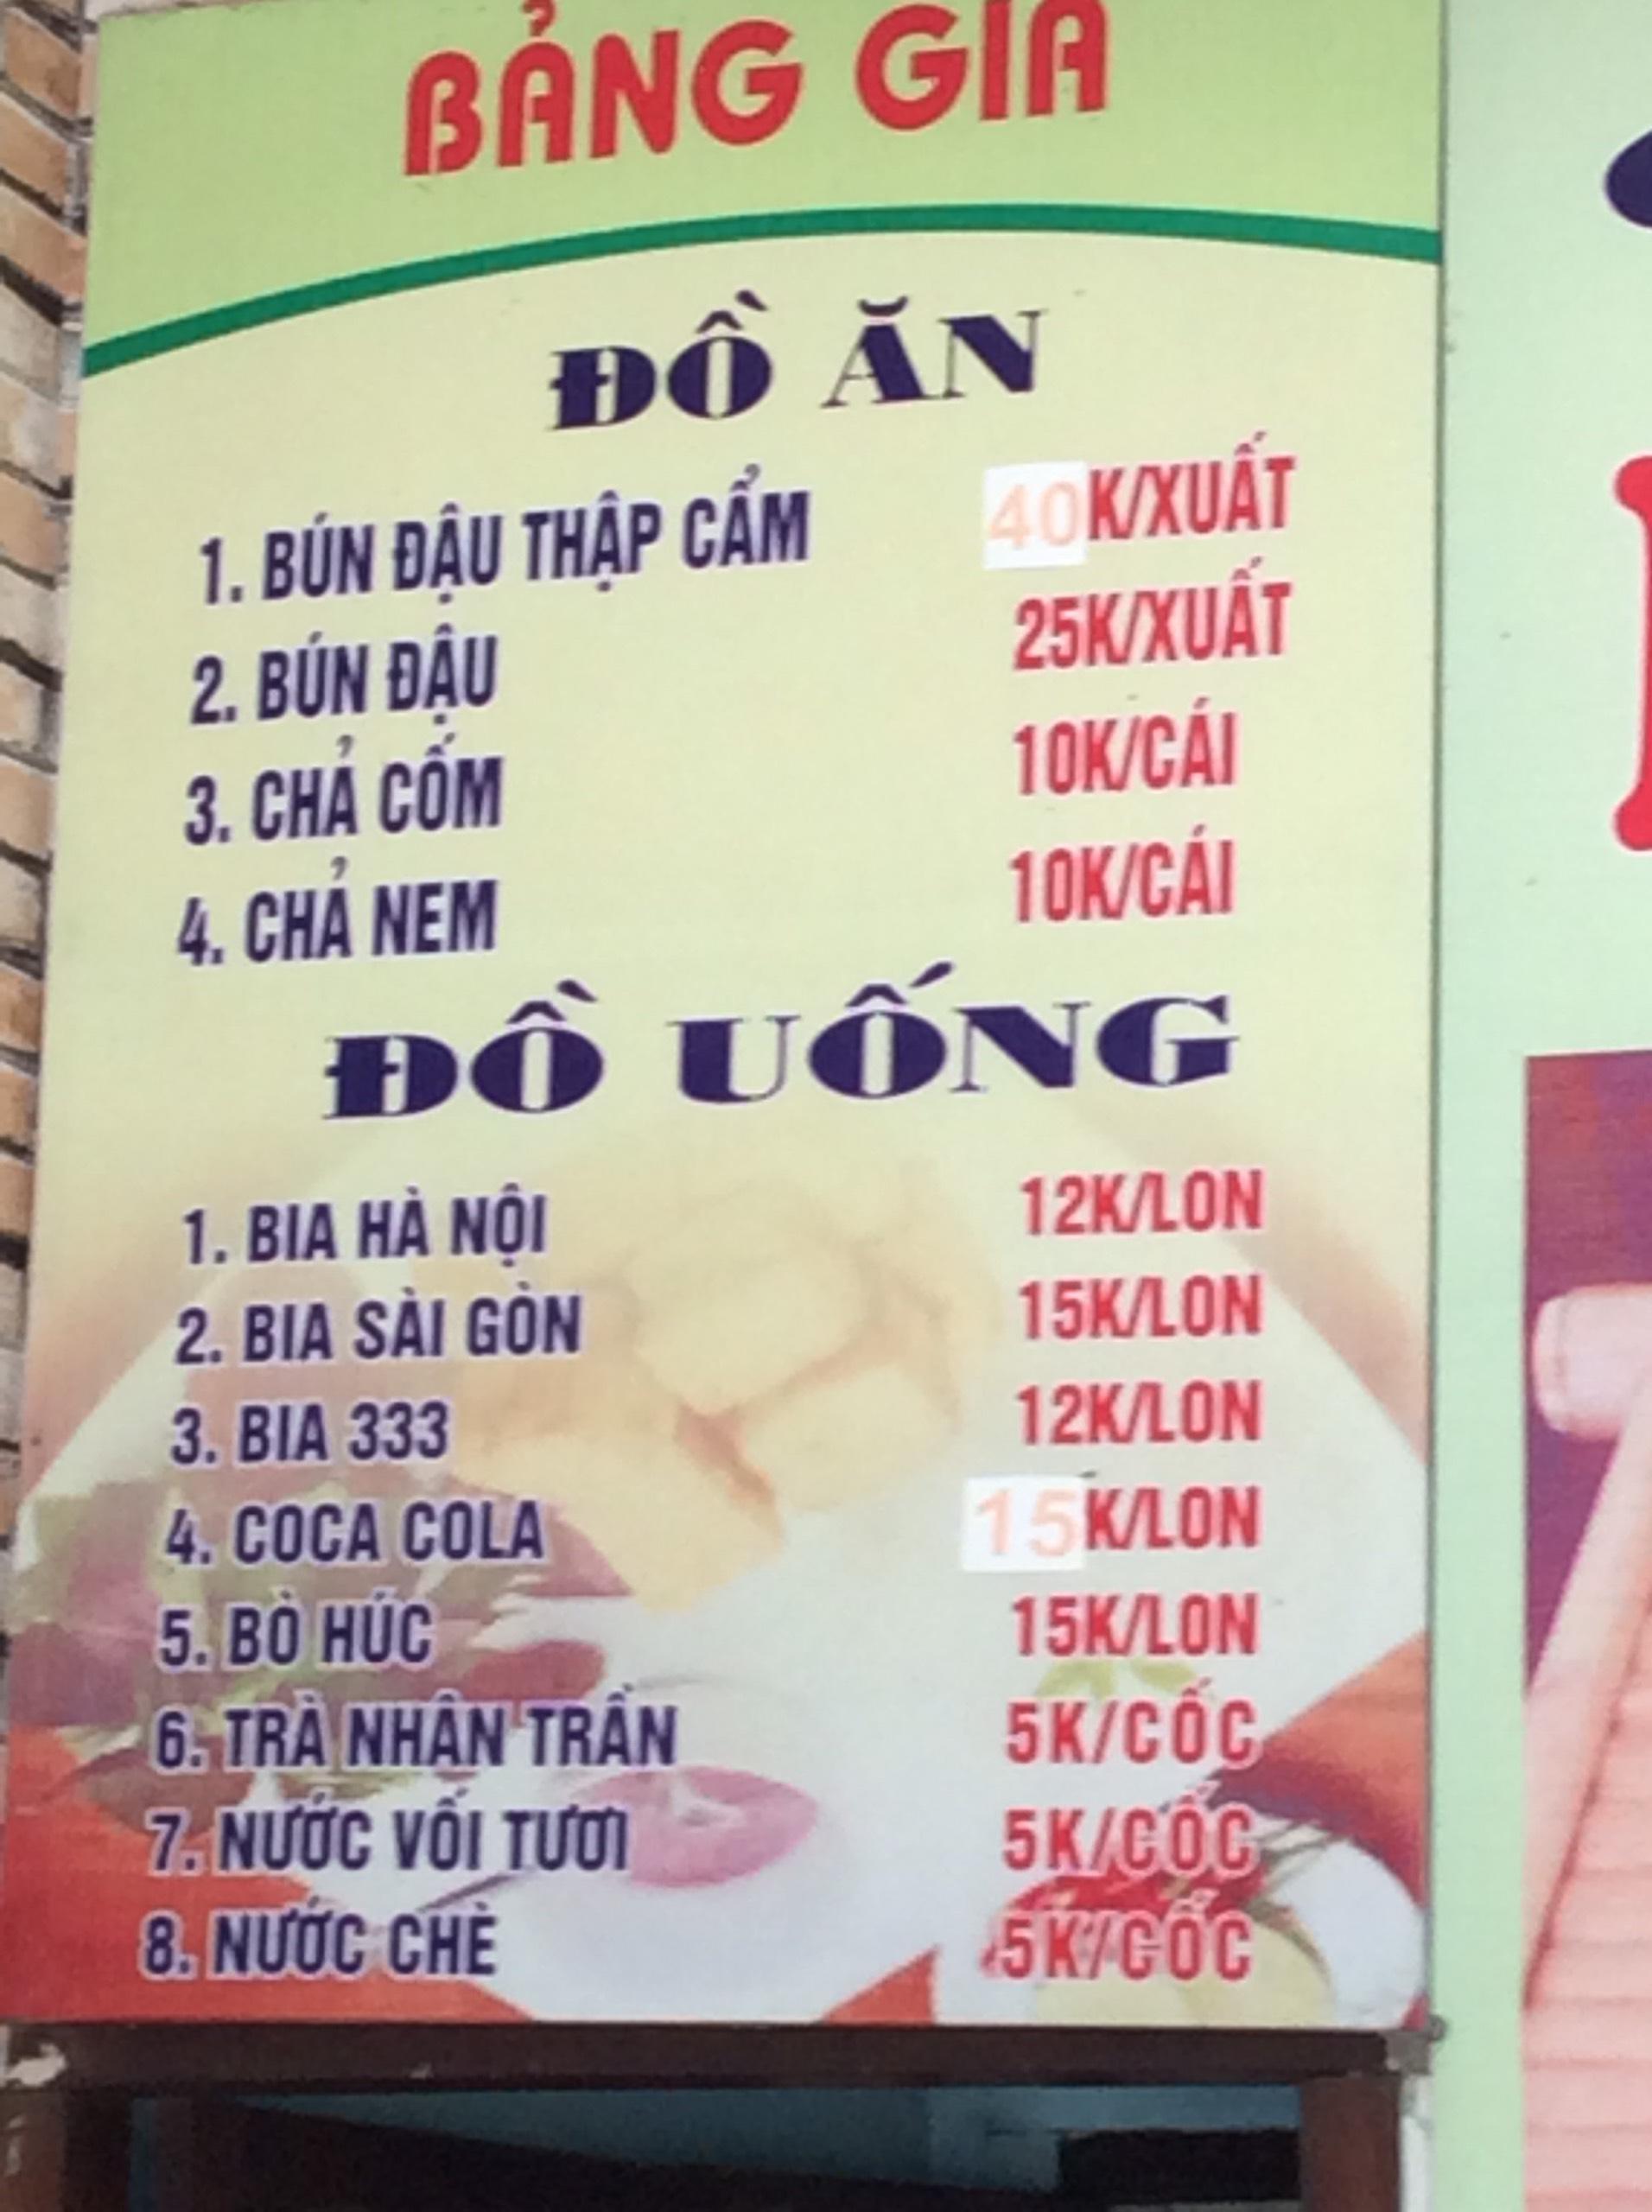 BẢNG GIA
ĐỒ ĂN
1. BÚN ĐẬU THẬP CẨM 40K/XUẤT
2. BÚN ĐẬU 25K/XUẤT
3. CHẢ CỐM 10K/CÁI
4. CHẢ NEM 10K/CÁI
ĐỒ UỐNG
1. BIA HÀ NỘI 12K/LON
2. BIA SÀI GÒN 15K/LON
3. BIA 333 12K/LON
4. COCA COLA 15K/LON
5. BÒ HÚC 15K/LON
6. TRÀ NHÂN TRẦN 5K/CỐC
7. NƯỚC VỐI TƯƠI 5K/CỐC
8. NƯỚC CHÈ 5K/CỐC